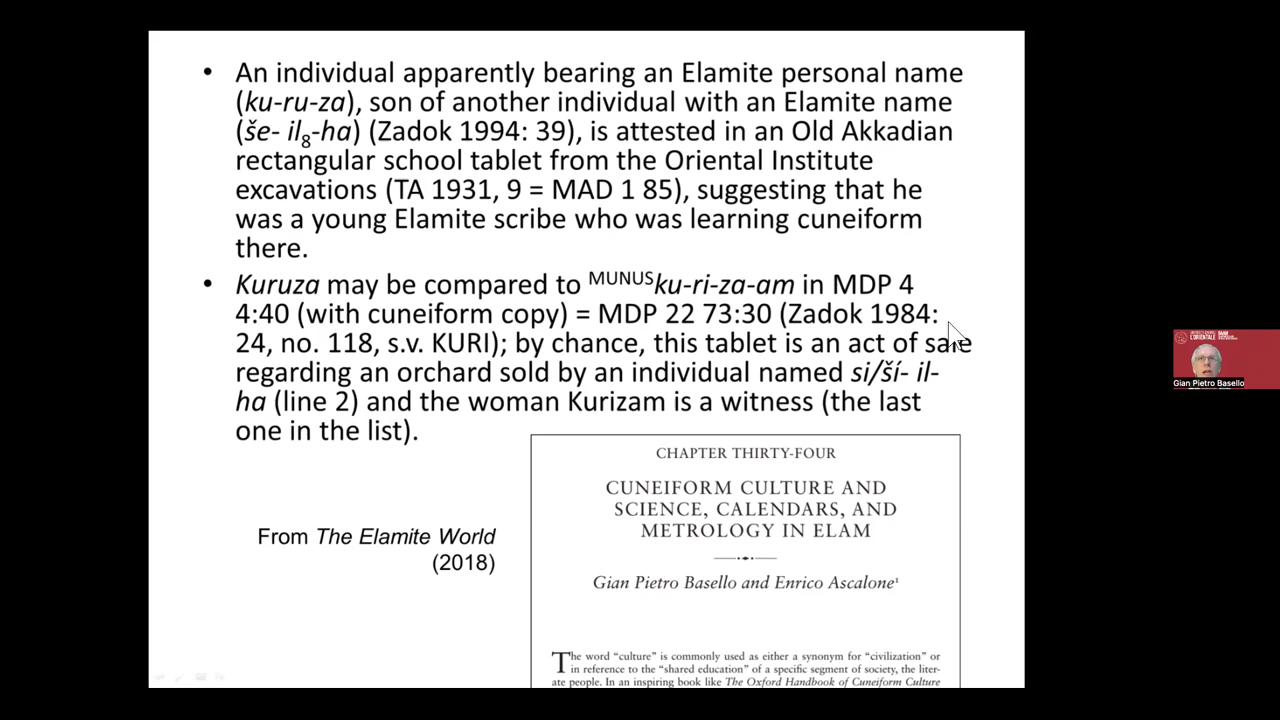 • An individual apparently bearing an Elamite personal name
(ku-ru-za), son of another individual with an Elamite name
(še- il₈-ha) (Zadok 1994: 39), is attested in an Old Akkadian
rectangular school tablet from the Oriental Institute
excavations (TA 1931, 9 = MAD 1 85), suggesting that he
was a young Elamite scribe who was learning cuneiform
there.
• Kuruza may be compared to MUNUSku-ri-za-am in MDP 4
4:40 (with cuneiform copy) = MDP 22 73:30 (Zadok 1984:
24, no. 118, s.v. KURI); by chance, this tablet is an act of sale
regarding an orchard sold by an individual named si/ší- il-
ha (line 2) and the woman Kurizam is a witness (the last
one in the list).
From The Elamite World
(2018)
CHAPTER THIRTY-FOUR
CUNEIFORM CULTURE AND
SCIENCE, CALENDARS, AND
METROLOGY IN ELAM
Gian Pietro Basello and Enrico Ascalone¹
The word “culture” is commonly used as either a synonym for “civilization” or
in reference to the “shared education” of a specific segment of society, the liter-
ate people. In an inspiring book like The Oxford Handbook of Cuneiform Culture
L'ORIENTALE
Gian Pietro Basello